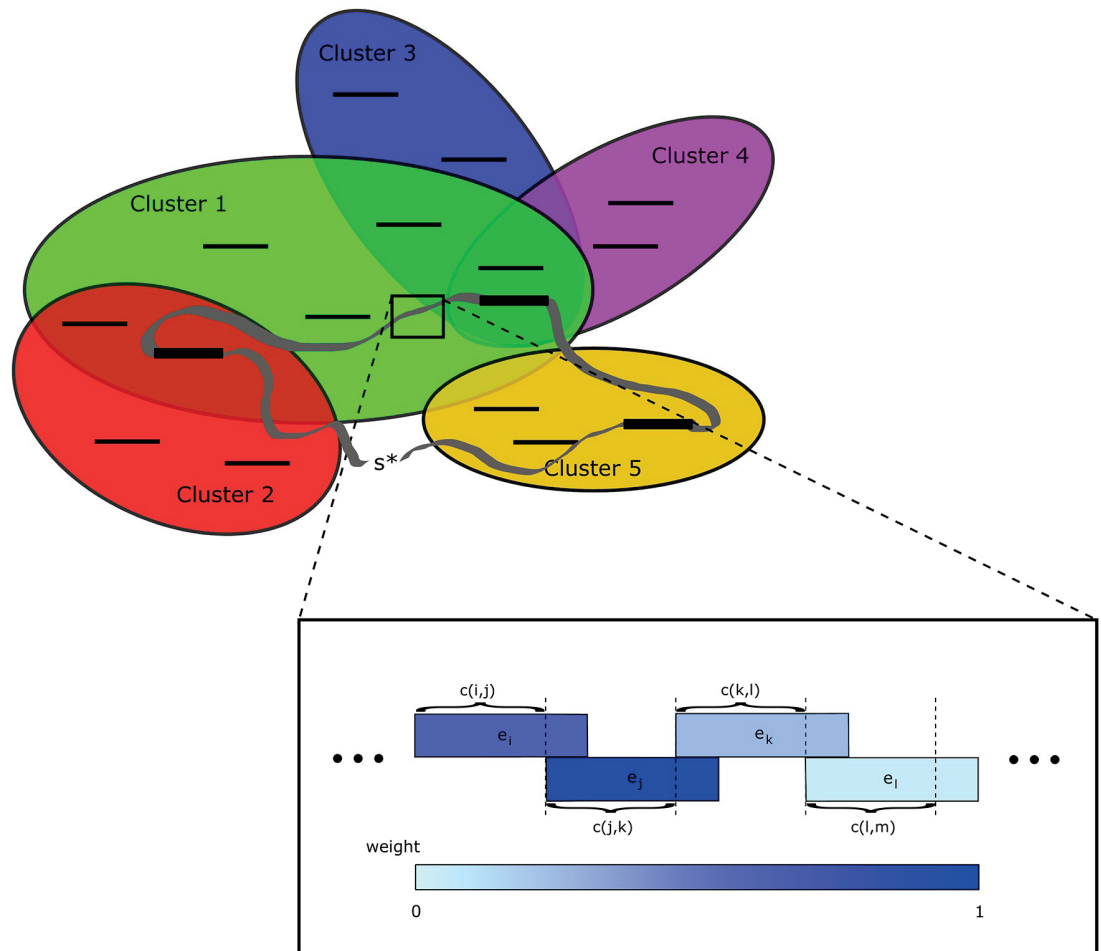 Cluster 3
Cluster 4
Cluster 1
s*
Cluster 5
Cluster 2
c(i,j)
c(k,l)
e_i
e_k
e_j
e_l
c(j,k)
c(l,m)
weight
0
1